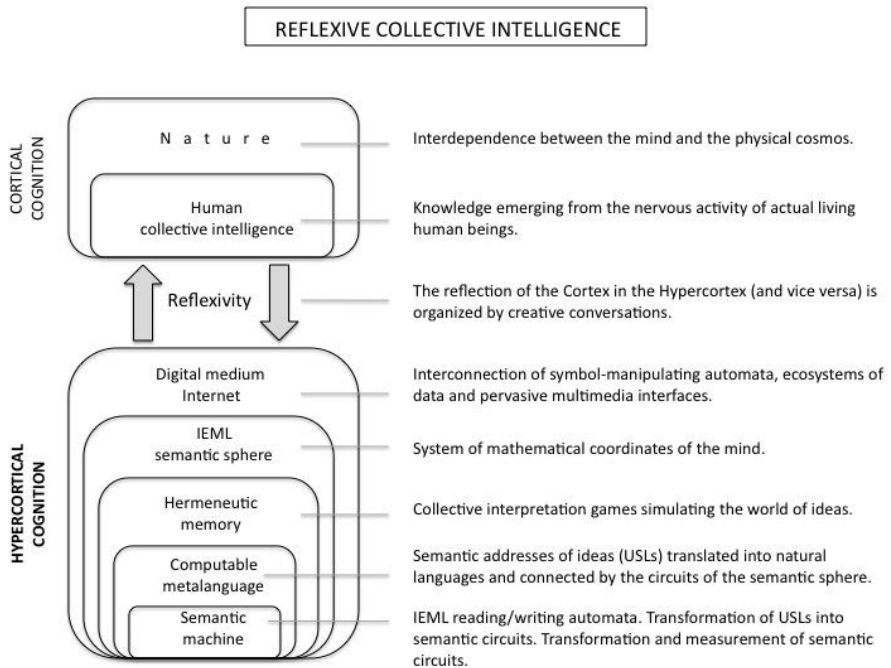 REFLEXIVE COLLECTIVE INTELLIGENCE
CORTICAL
COGNITION
N a t u r e
Interdependence between the mind and the physical cosmos.
Human
collective intelligence
Knowledge emerging from the nervous activity of actual living
human beings.
Reflexivity
The reflection of the Cortex in the Hypercortex (and vice versa) is
organized by creative conversations.
HYPERCORTICAL
COGNITION
Digital medium
Internet
Interconnection of symbol-manipulating automata, ecosystems of
data and pervasive multimedia interfaces.
IEML
semantic sphere
System of mathematical coordinates of the mind.
Hermeneutic
memory
Collective interpretation games simulating the world of ideas.
Computable
metalanguage
Semantic addresses of ideas (USLs) translated into natural
languages and connected by the circuits of the semantic sphere.
Semantic
machine
IEML reading/writing automata. Transformation of USLs into
semantic circuits. Transformation and measurement of semantic
circuits.